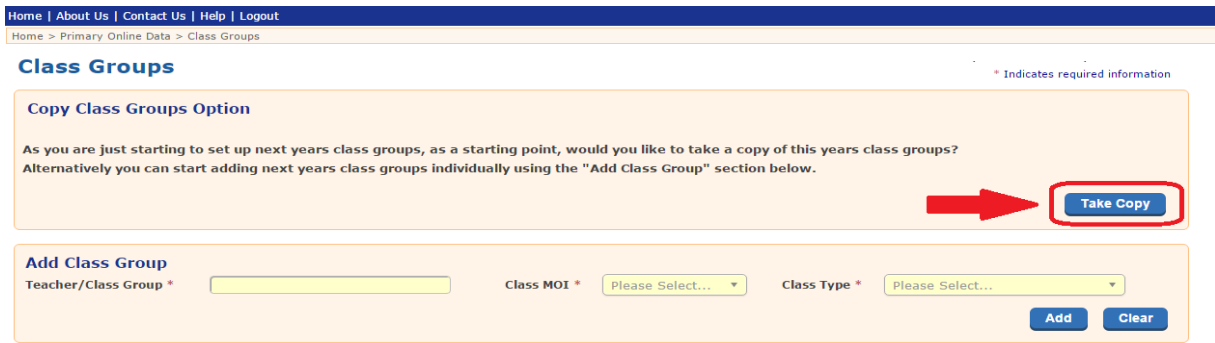 Home | About Us | Contact Us | Help | Logout
Home > Primary Online Data > Class Groups
Class Groups
* Indicates required information
Copy Class Groups Option
As you are just starting to set up next years class groups, as a starting point, would you like to take a copy of this years class groups?
Alternatively you can start adding next years class groups individually using the "Add Class Group" section below.
Take Copy
Add Class Group
Teacher/Class Group * Class MOI * Please Select... Class Type * Please Select...
Add Clear